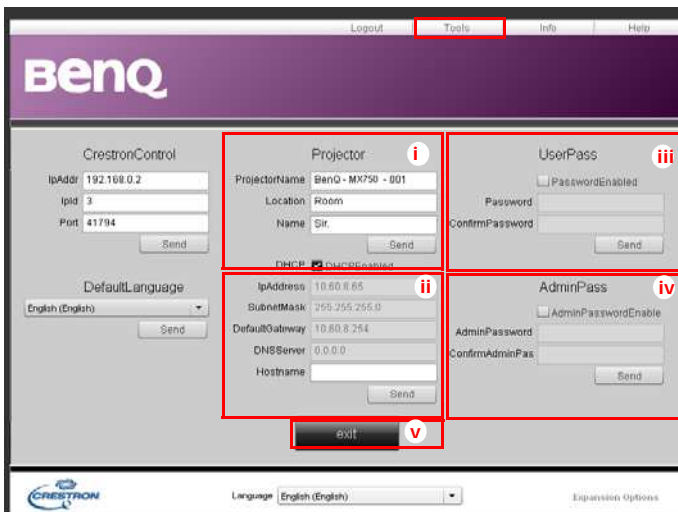 Logout Tools Info Help
BenQ
CrestronControl
IpAddr 192.168.0.2
IpId 3
Port 41794
Send
DefaultLanguage
English (English)
Send
Projector i
ProjectorName BenQ - MX750 - 001
Location Room
Name Sir.
Send
DHCP DHCPEnabled
ii
IpAddress 10.60.8.65
SubnetMask 255.255.255.0
DefaultGateway 10.60.8.254
DNSServer 0.0.0.0
Hostname
Send
UserPass iii
PasswordEnabled
Password
ConfirmPassword
Send
AdminPass iv
AdminPasswordEnable
AdminPassword
ConfirmAdminPas
Send
exit v
CRESTRON
Language English (English)
Expansion Options